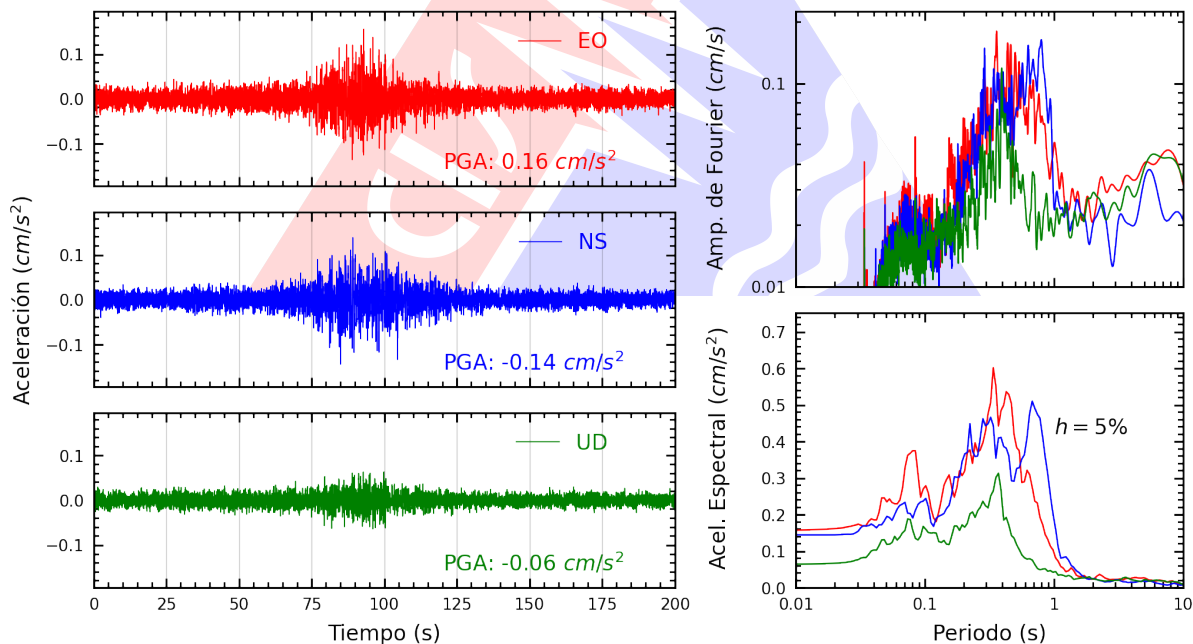 Aceleración (cm/s²)
0.1
0.0
−0.1
EO
PGA: 0.16 cm/s²
0.1
0.0
−0.1
NS
PGA: -0.14 cm/s²
0.1
0.0
−0.1
UD
PGA: -0.06 cm/s²
0 25 50 75 100 125 150 175 200
Tiempo (s)
Amp. de Fourier (cm/s)
0.1
0.01
Acel. Espectral (cm/s²)
0.7
0.6
0.5
0.4
0.3
0.2
0.1
0.0
h = 5%
0.01 0.1 1 10
Periodo (s)